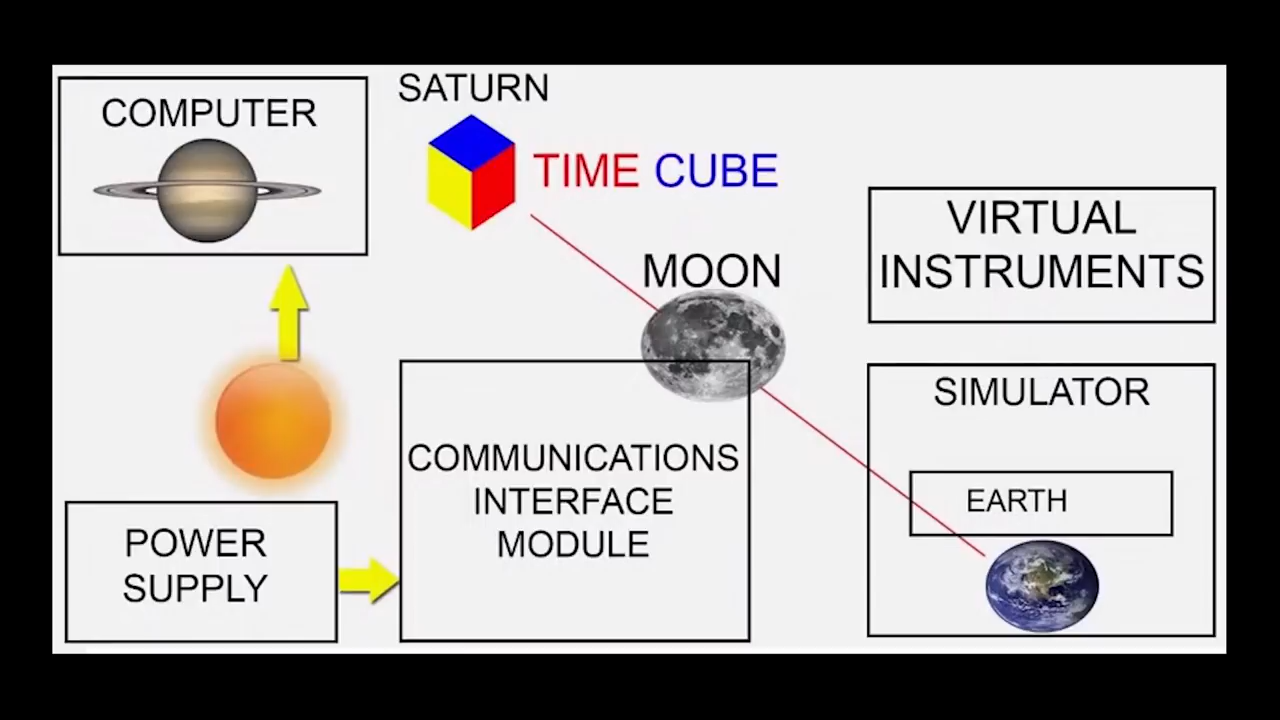 COMPUTER
SATURN
TIME CUBE
MOON
VIRTUAL
INSTRUMENTS
SIMULATOR
EARTH
COMMUNICATIONS
INTERFACE
MODULE
POWER
SUPPLY